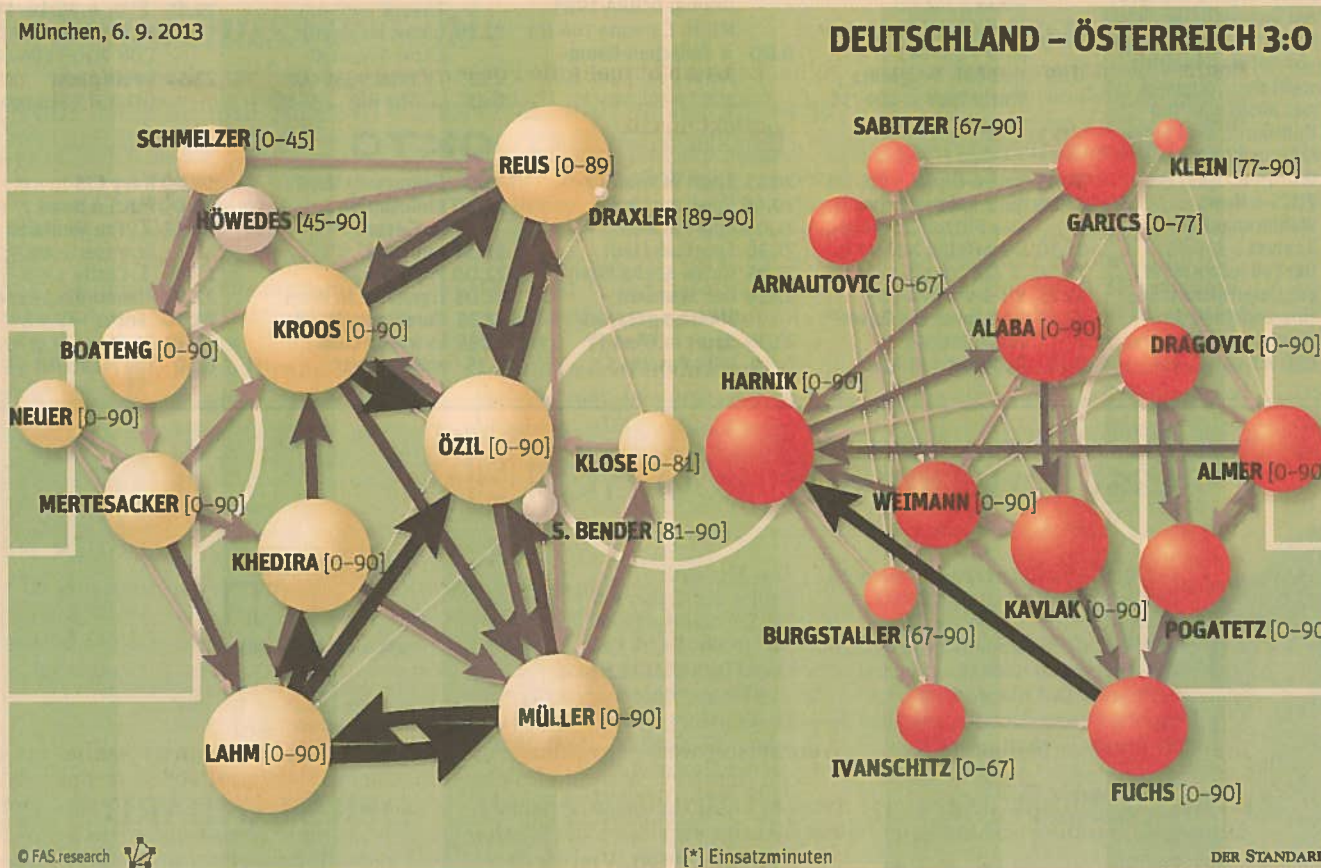 München, 6. 9. 2013
DEUTSCHLAND – ÖSTERREICH 3:0
SCHMELZER [0–45]
REUS [0–89]
HÖWEDES [45–90]
DRAXLER [89–90]
KROOS [0–90]
BOATENG [0–90]
NEUER [0–90]
ÖZIL [0–90]
KLOSE [0–81]
MERTESACKER [0–90]
S. BENDER [81–90]
KHEDIRA [0–90]
MÜLLER [0–90]
LAHM [0–90]
SABITZER [67–90]
KLEIN [77–90]
GARICS [0–77]
ARNAUTOVIC [0–67]
ALABA [0–90]
DRAGOVIC [0–90]
HARNIK [0–90]
ALMER [0–90
WEIMANN [0–90]
KAVLAK [0–90]
BURGSTALLER [67–90]
POGATETZ [0–90
IVANSCHITZ [0–67]
FUCHS [0–90]
© FAS.research
[*] Einsatzminuten
DER STANDARD